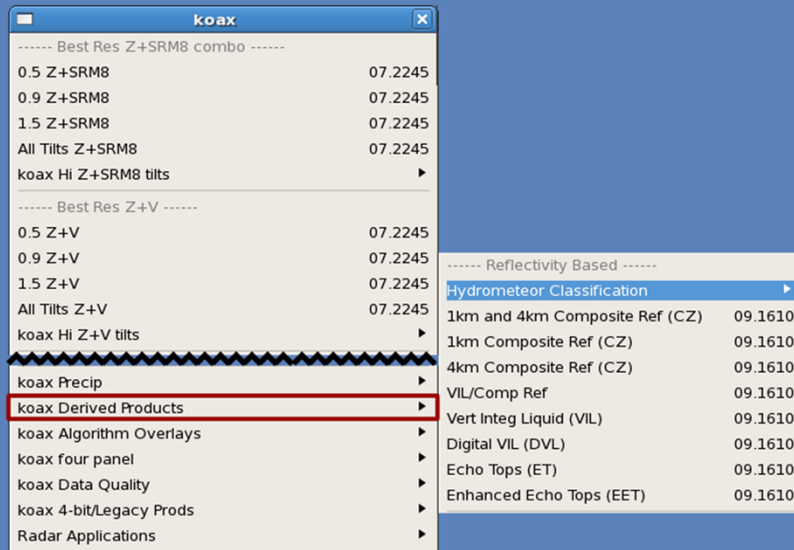 koax
------ Best Res Z+SRM8 combo ------
0.5 Z+SRM8 07.2245
0.9 Z+SRM8 07.2245
1.5 Z+SRM8 07.2245
All Tilts Z+SRM8 07.2245
koax Hi Z+SRM8 tilts
------ Best Res Z+V ------
0.5 Z+V 07.2245
0.9 Z+V 07.2245
1.5 Z+V 07.2245
All Tilts Z+V 07.2245
koax Hi Z+V tilts
koax Precip
koax Derived Products
koax Algorithm Overlays
koax four panel
koax Data Quality
koax 4-bit/Legacy Prods
Radar Applications
------ Reflectivity Based ------
Hydrometeor Classification
1km and 4km Composite Ref (CZ) 09.1610
1km Composite Ref (CZ) 09.1610
4km Composite Ref (CZ) 09.1610
VIL/Comp Ref 09.1610
Vert Integ Liquid (VIL) 09.1610
Digital VIL (DVL) 09.1610
Echo Tops (ET) 09.1610
Enhanced Echo Tops (EET) 09.1610